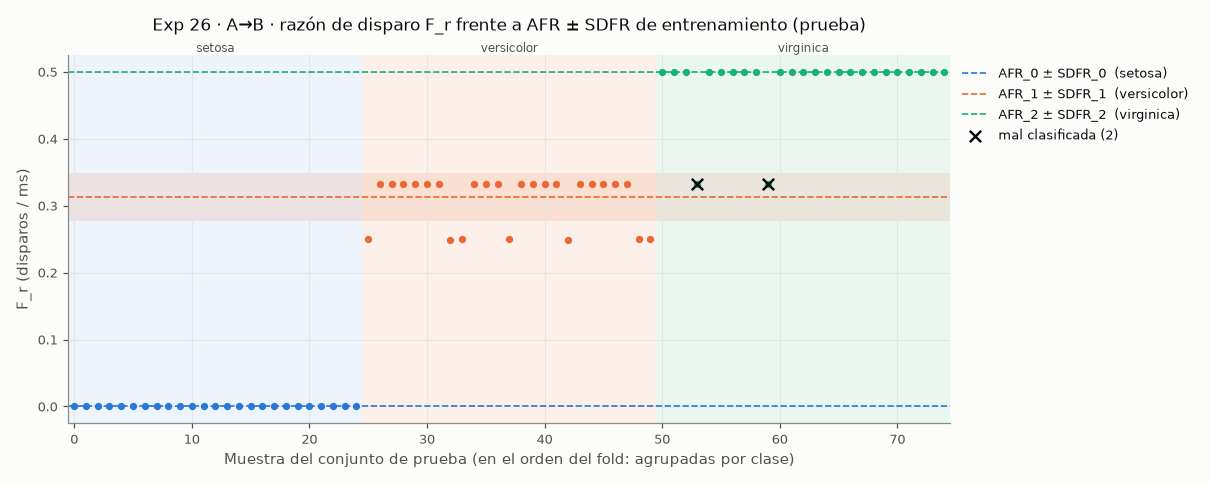 Exp 26 · A→B · razón de disparo F_r frente a AFR ± SDFR de entrenamiento (prueba)
setosa
versicolor
virginica
0.5
0.4
0.3
0.2
0.1
0.0
F_r (disparos / ms)
0
10
20
30
40
50
60
70
Muestra del conjunto de prueba (en el orden del fold: agrupadas por clase)
AFR_0 ± SDFR_0 (setosa)
AFR_1 ± SDFR_1 (versicolor)
AFR_2 ± SDFR_2 (virginica)
mal clasificada (2)